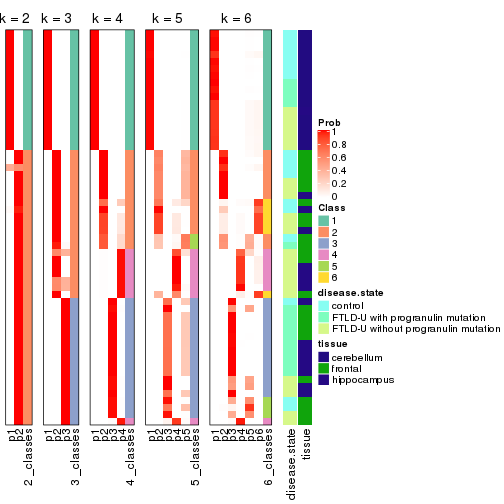 k = 2 k = 3 k = 4 k = 5 k = 6
Prob
1
0.8
0.6
0.4
0.2
0
Class
1
2
3
4
5
6
disease.state
control
FTLD-U with progranulin mutation
FTLD-U without progranulin mutation
tissue
cerebellum
frontal
hippocampus
p1 p2 2_classes p1 p2 p3 3_classes p1 p2 p3 p4 4_classes p1 p2 p3 p4 p5 5_classes p1 p2 p3 p4 p5 p6 6_classes disease.state tissue